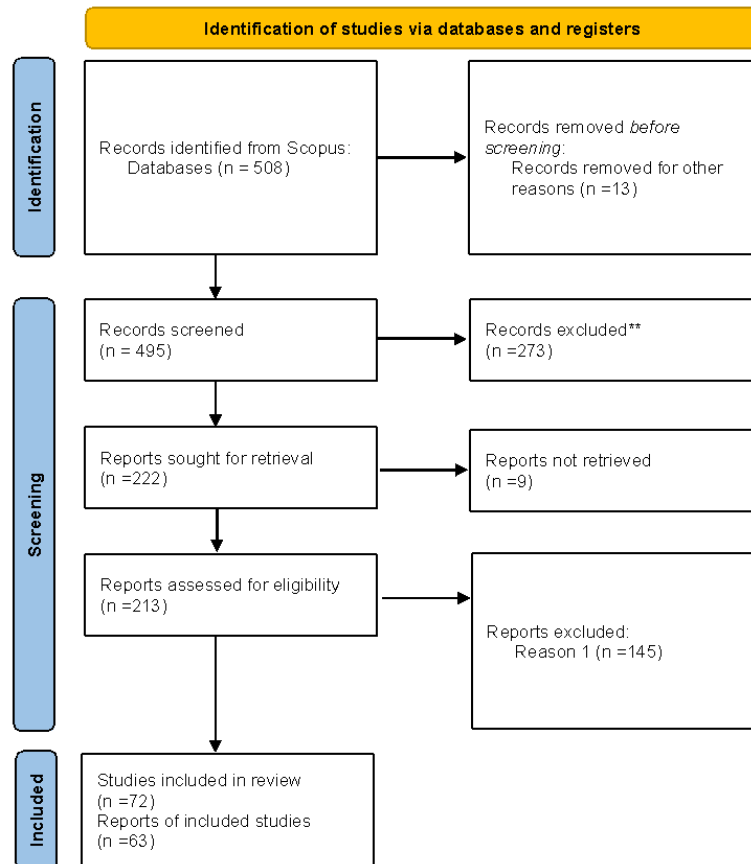 Identification of studies via databases and registers
Identification
Records identified from Scopus:
Databases (n = 508)
Records removed before
screening:
Records removed for other
reasons (n =13)
Screening
Records screened
(n = 495)
Records excluded**
(n =273)
Reports sought for retrieval
(n =222)
Reports not retrieved
(n =9)
Reports assessed for eligibility
(n =213)
Reports excluded:
Reason 1 (n =145)
Included
Studies included in review
(n =72)
Reports of included studies
(n =63)